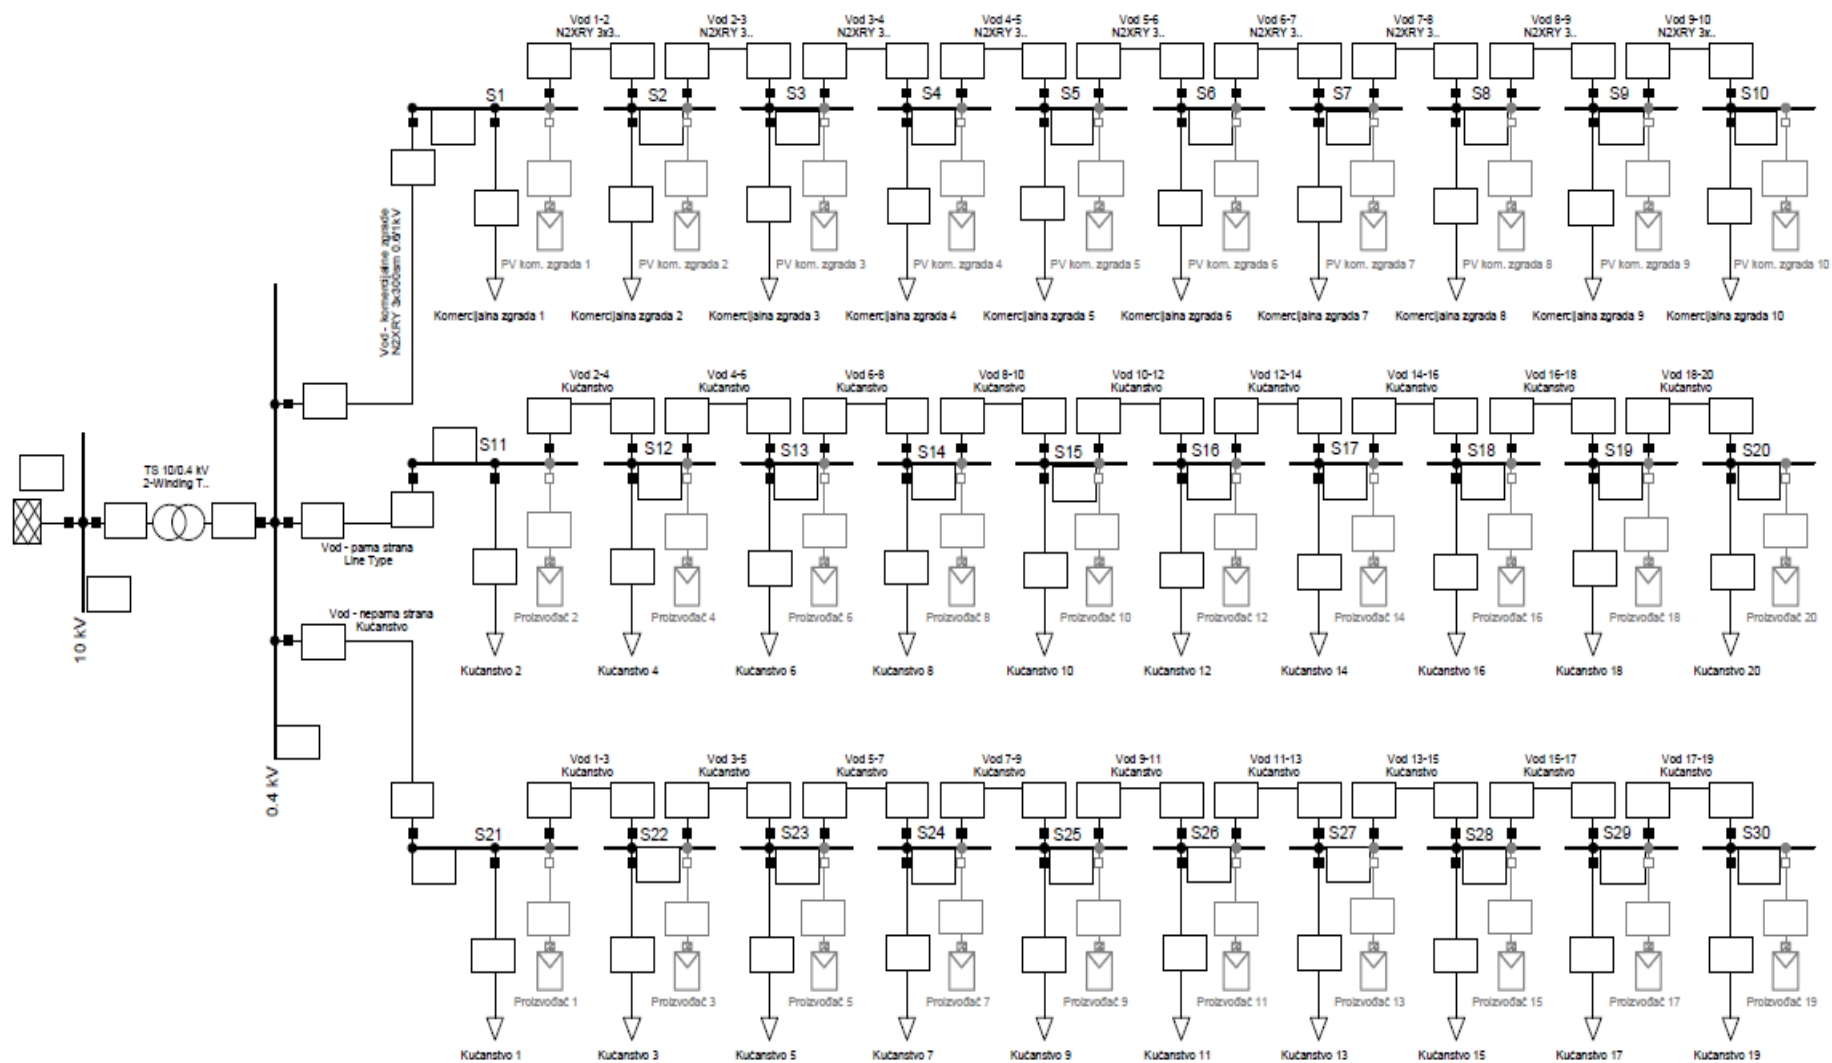 Vod 1-2
N2XRY 3x3..
Vod 2-3
N2XRY 3..
Vod 3-4
N2XRY 3..
Vod 4-5
N2XRY 3..
Vod 5-6
N2XRY 3..
Vod 6-7
N2XRY 3..
Vod 7-8
N2XRY 3..
Vod 8-9
N2XRY 3..
Vod 9-10
N2XRY 3x..
S1
S2
S3
S4
S5
S6
S7
S8
S9
S10
Vod - komercijalne zgrade
N2XRY 3x300sm 0.6/1kV
PV kom. zgrada 1
PV kom. zgrada 2
PV kom. zgrada 3
PV kom. zgrada 4
PV kom. zgrada 5
PV kom. zgrada 6
PV kom. zgrada 7
PV kom. zgrada 8
PV kom. zgrada 9
PV kom. zgrada 10
Komercijalna zgrada 1
Komercijalna zgrada 2
Komercijalna zgrada 3
Komercijalna zgrada 4
Komercijalna zgrada 5
Komercijalna zgrada 6
Komercijalna zgrada 7
Komercijalna zgrada 8
Komercijalna zgrada 9
Komercijalna zgrada 10
Vod 2-4
Kućanstvo
Vod 4-6
Kućanstvo
Vod 6-8
Kućanstvo
Vod 8-10
Kućanstvo
Vod 10-12
Kućanstvo
Vod 12-14
Kućanstvo
Vod 14-16
Kućanstvo
Vod 16-18
Kućanstvo
Vod 18-20
Kućanstvo
S11
S12
S13
S14
S15
S16
S17
S18
S19
S20
TS 10/0.4 kV
2-Winding T..
Vod - parna strana
Line Type
Vod - neparna strana
Kućanstvo
10 kV
0.4 kV
Proizvođač 2
Proizvođač 4
Proizvođač 6
Proizvođač 8
Proizvođač 10
Proizvođač 12
Proizvođač 14
Proizvođač 16
Proizvođač 18
Proizvođač 20
Kućanstvo 2
Kućanstvo 4
Kućanstvo 6
Kućanstvo 8
Kućanstvo 10
Kućanstvo 12
Kućanstvo 14
Kućanstvo 16
Kućanstvo 18
Kućanstvo 20
Vod 1-3
Kućanstvo
Vod 3-5
Kućanstvo
Vod 5-7
Kućanstvo
Vod 7-9
Kućanstvo
Vod 9-11
Kućanstvo
Vod 11-13
Kućanstvo
Vod 13-15
Kućanstvo
Vod 15-17
Kućanstvo
Vod 17-19
Kućanstvo
S21
S22
S23
S24
S25
S26
S27
S28
S29
S30
Proizvođač 1
Proizvođač 3
Proizvođač 5
Proizvođač 7
Proizvođač 9
Proizvođač 11
Proizvođač 13
Proizvođač 15
Proizvođač 17
Proizvođač 19
Kućanstvo 1
Kućanstvo 3
Kućanstvo 5
Kućanstvo 7
Kućanstvo 9
Kućanstvo 11
Kućanstvo 13
Kućanstvo 15
Kućanstvo 17
Kućanstvo 19